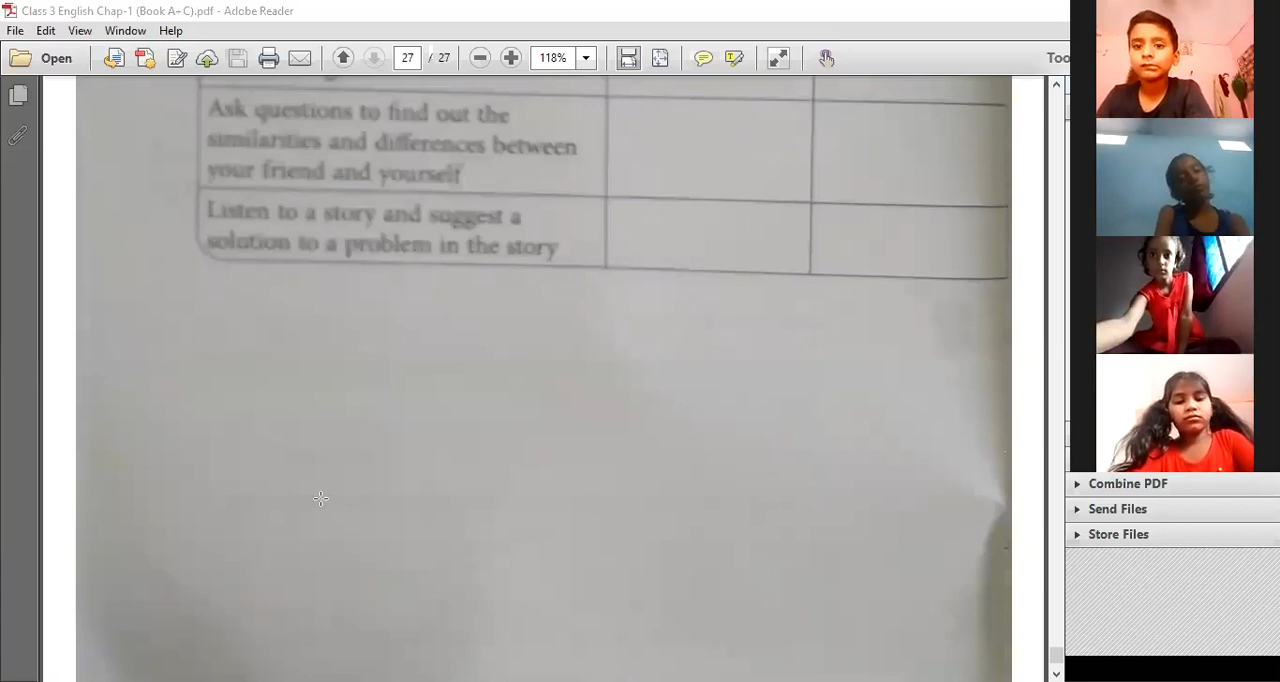 Class 3 English Chap-1 (Book A+C).pdf - Adobe Reader
File Edit View Window Help
Open 27 / 27 118% Too
Ask questions to find out the
similarities and differences between
your friend and yourself
Listen to a story and suggest a
solution to a problem in the story
Combine PDF
Send Files
Store Files